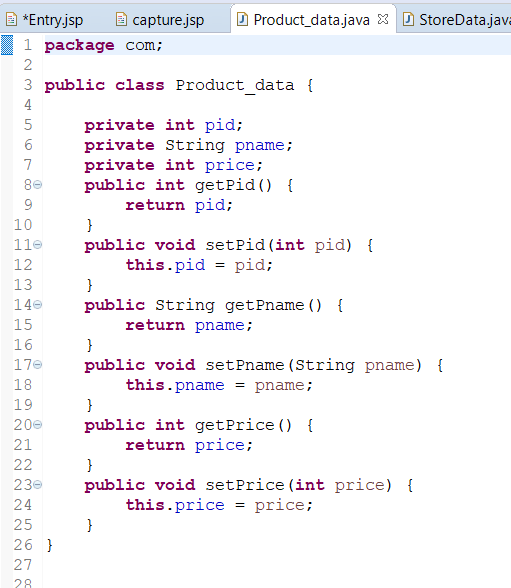 *Entry.jsp capture.jsp Product_data.java StoreData.java
1 package com;
2
3 public class Product_data {
4
5     private int pid;
6     private String pname;
7     private int price;
8     public int getPid() {
9         return pid;
10     }
11     public void setPid(int pid) {
12         this.pid = pid;
13     }
14     public String getPname() {
15         return pname;
16     }
17     public void setPname(String pname) {
18         this.pname = pname;
19     }
20     public int getPrice() {
21         return price;
22     }
23     public void setPrice(int price) {
24         this.price = price;
25     }
26 }
27
28